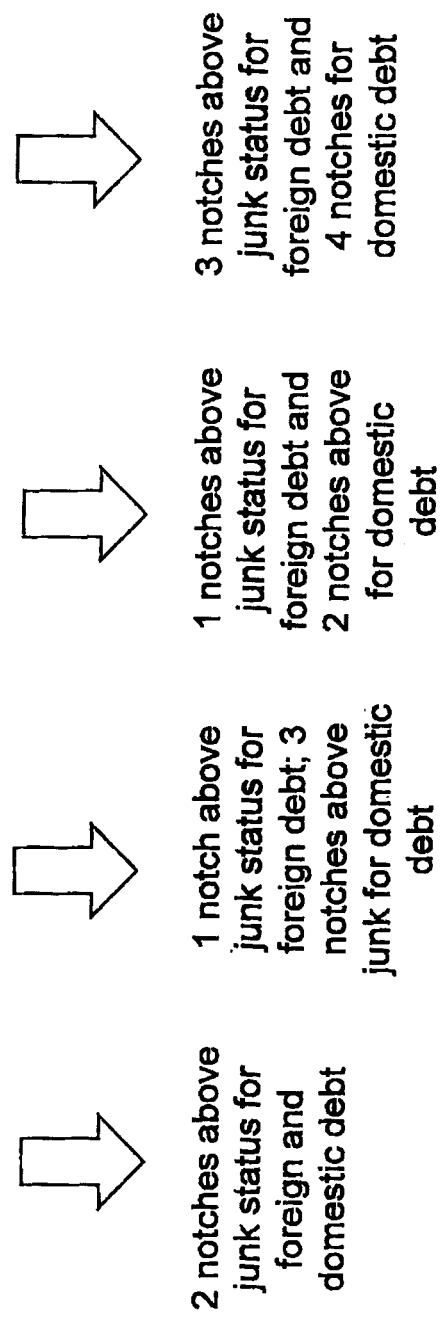 2 notches above
junk status for
foreign and
domestic debt
1 notch above
junk status for
foreign debt; 3
notches above
junk for domestic
debt
1 notches above
junk status for
foreign debt and
2 notches above
for domestic
debt
3 notches above
junk status for
foreign debt and
4 notches for
domestic debt